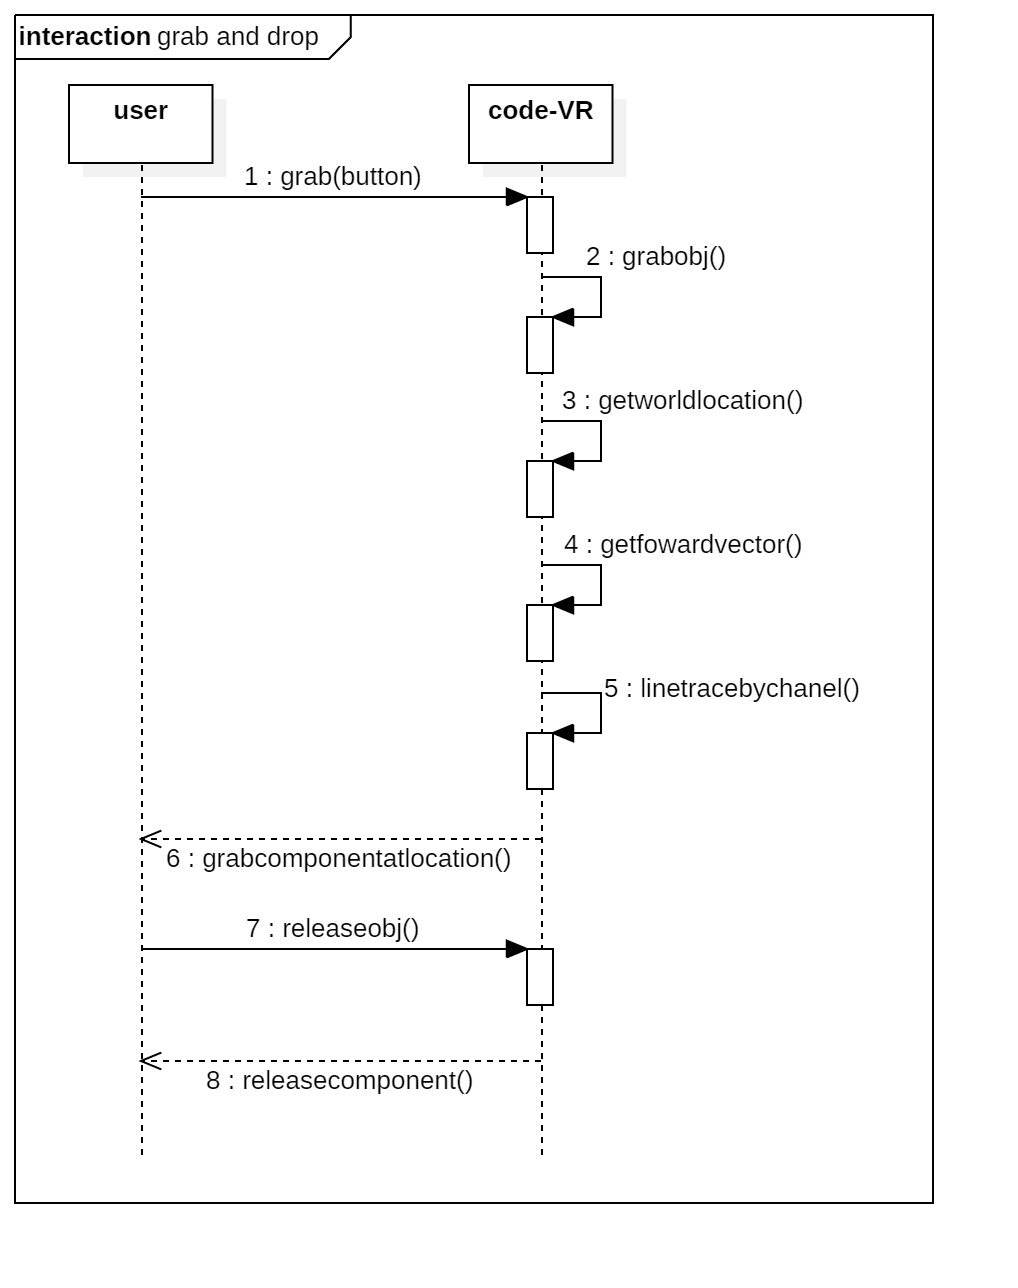 interaction grab and drop
user
code-VR
1 : grab(button)
2 : grabobj()
3 : getworldlocation()
4 : getfowardvector()
5 : linetracebychanel()
6 : grabcomponentatlocation()
7 : releaseobj()
8 : releasecomponent()